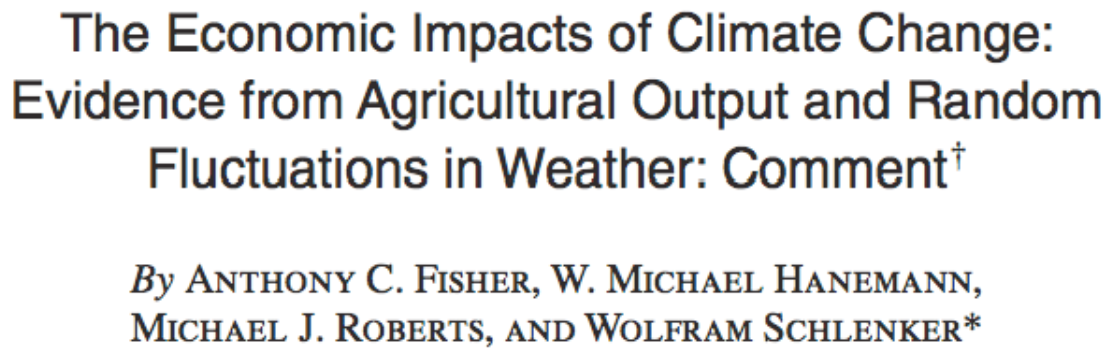 The Economic Impacts of Climate Change:
Evidence from Agricultural Output and Random
Fluctuations in Weather: Comment†
By Anthony C. Fisher, W. Michael Hanemann,
Michael J. Roberts, and Wolfram Schlenker*